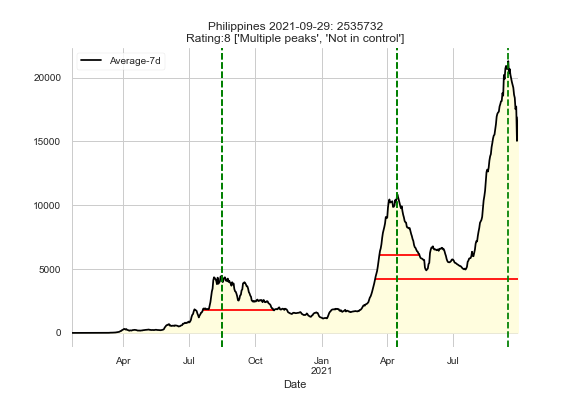 Philippines 2021-09-29: 2535732
Rating:8 ['Multiple peaks', 'Not in control']
Average-7d
20000
15000
10000
5000
0
Apr
Jul
Oct
Jan
2021
Apr
Jul
Date